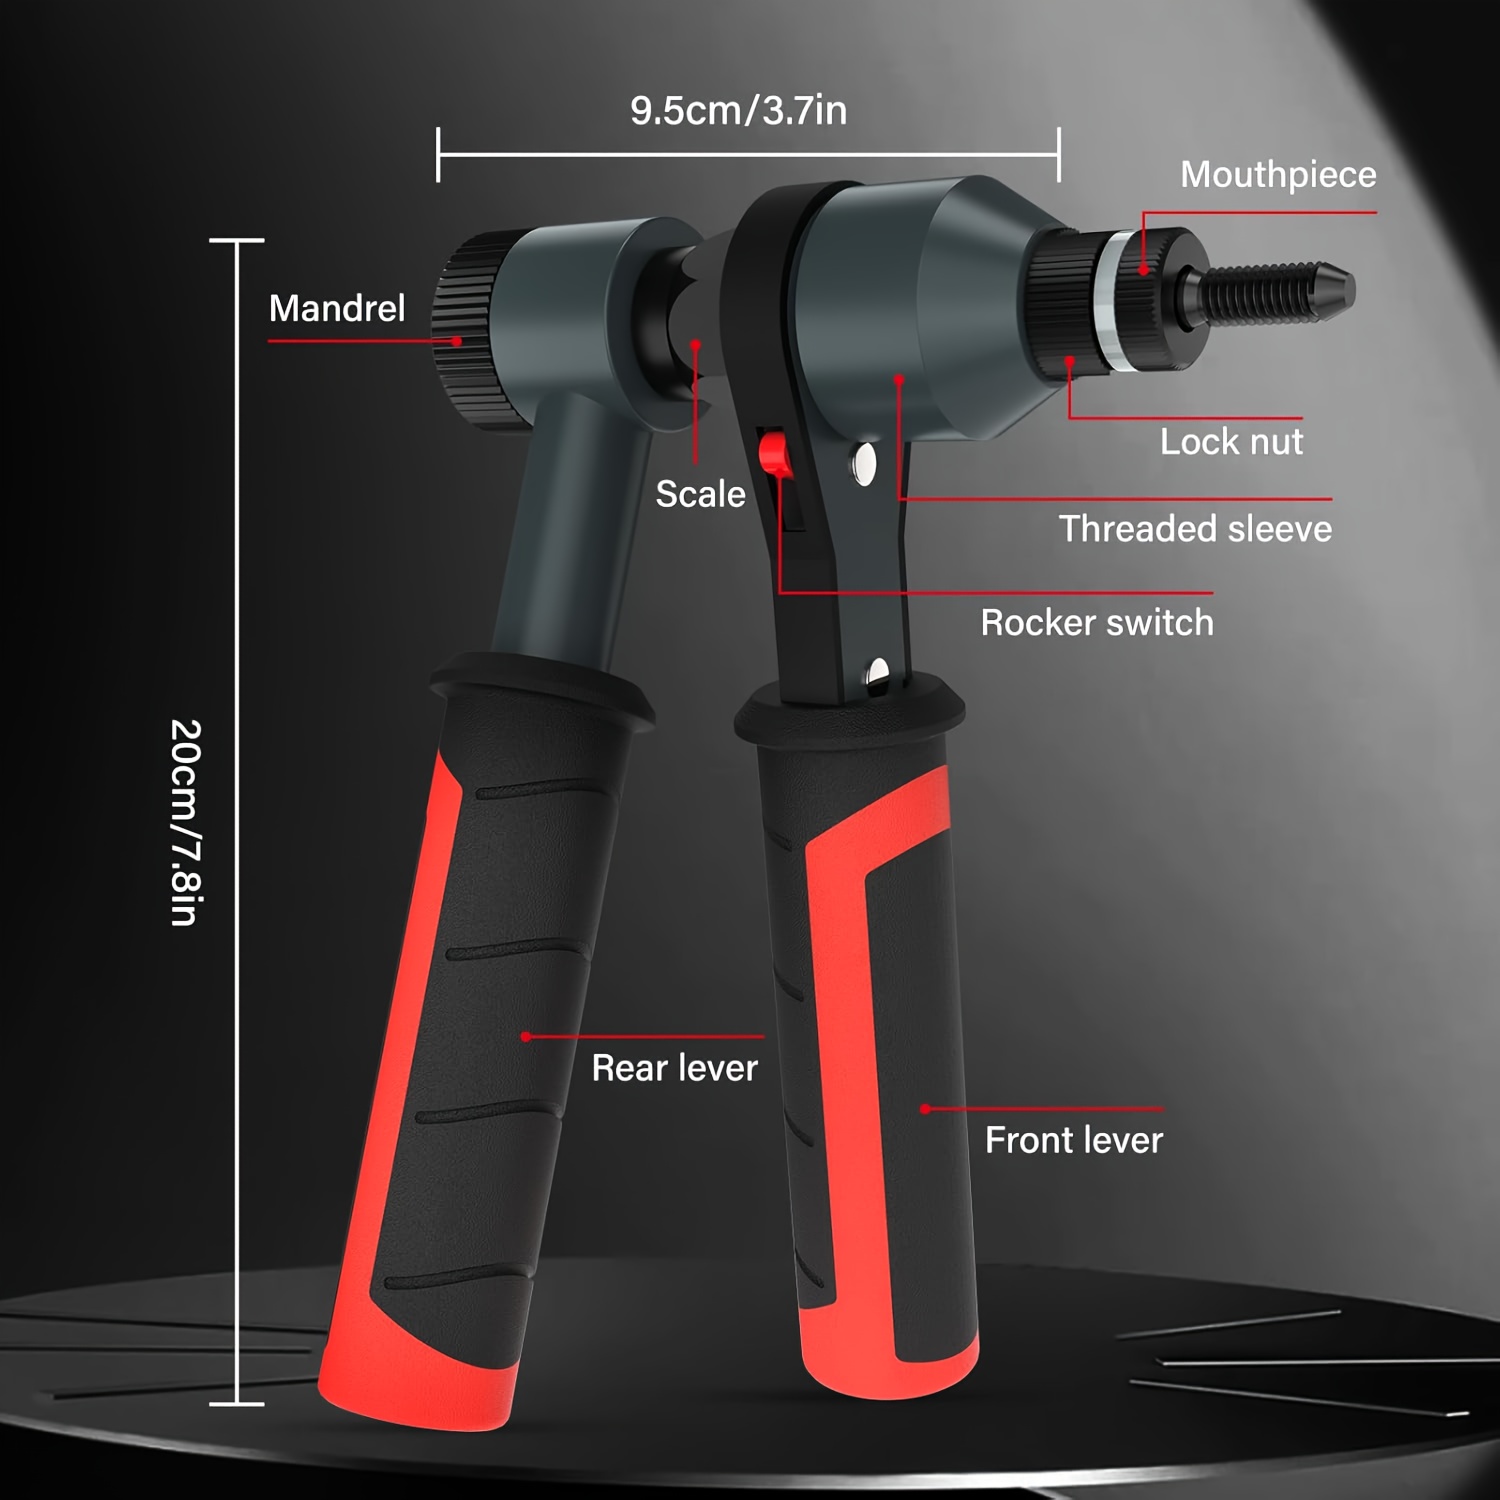 9.5cm/3.7in
Mouthpiece
Mandrel
Lock nut
Scale
Threaded sleeve
Rocker switch
20cm/7.8in
Rear lever
Front lever